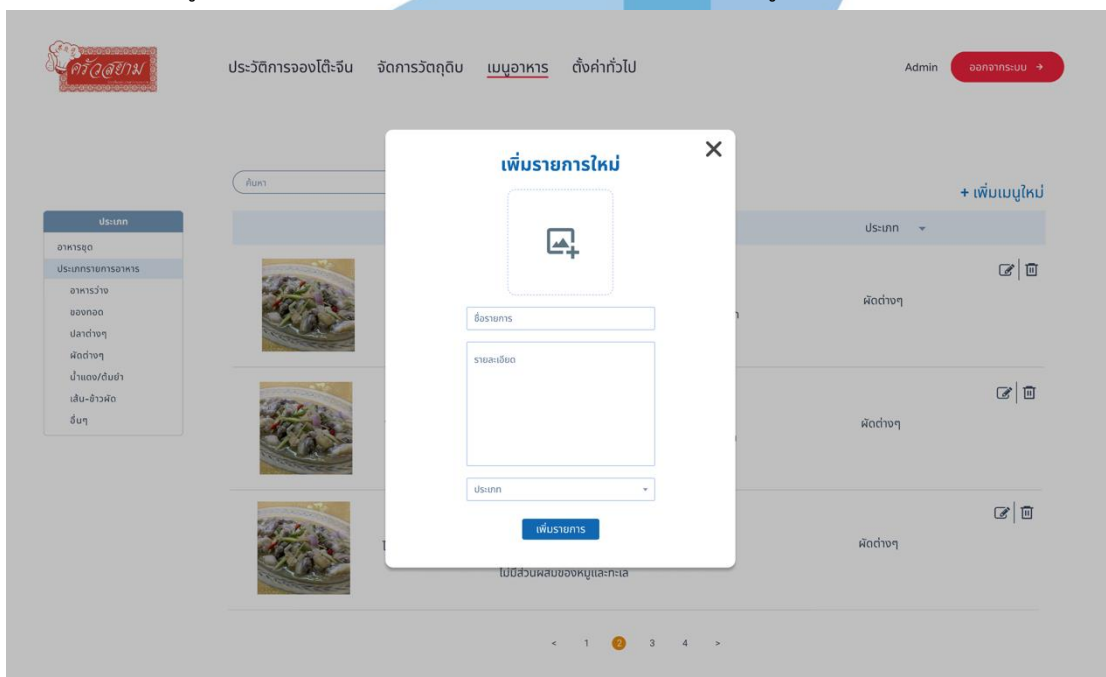 ครัวสยาม
ประวัติการจองโต๊ะจีน จัดการวัตถุดิบ เมนูอาหาร ตั้งค่าทั่วไป Admin ออกจากระบบ
เพิ่มรายการใหม่
ค้นหา
+ เพิ่มเมนูใหม่
ประเภท
ประเภท
อาหารชุด
ประเภทรายการอาหาร
อาหารว่าง
ของทอด
ปลาต่างๆ
ผัดต่างๆ
น้ำแดง/ต้มยำ
เส้น-ข้าวผัด
อื่นๆ
ผัดต่างๆ
ชื่อรายการ
รายละเอียด
ผัดต่างๆ
ประเภท
เพิ่มรายการ
ผัดต่างๆ
ไม่มีส่วนผสมของหมูและทะเล
< 1 2 3 4 >